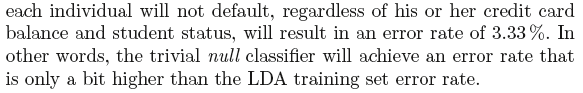 each individual will not default, regardless of his or her credit card
balance and student status, will result in an error rate of 3.33 %. In
other words, the trivial null classifier will achieve an error rate that
is only a bit higher than the LDA training set error rate.